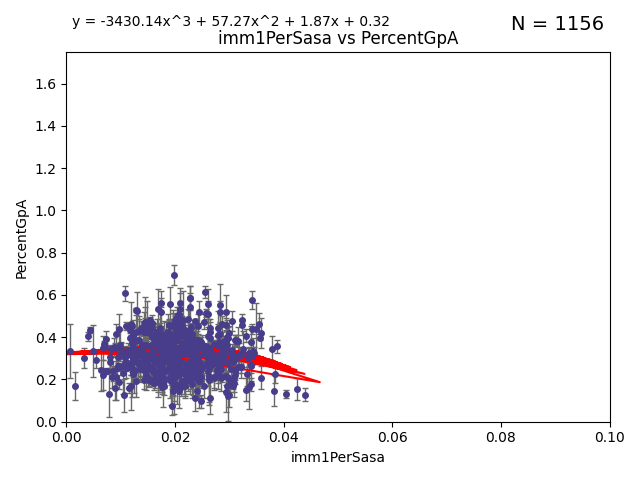 y = -3430.14x^3 + 57.27x^2 + 1.87x + 0.32
N = 1156
imm1PerSasa vs PercentGpA
PercentGpA
1.6
1.4
1.2
1.0
0.8
0.6
0.4
0.2
0.0
0.00 0.02 0.04 0.06 0.08 0.10
imm1PerSasa